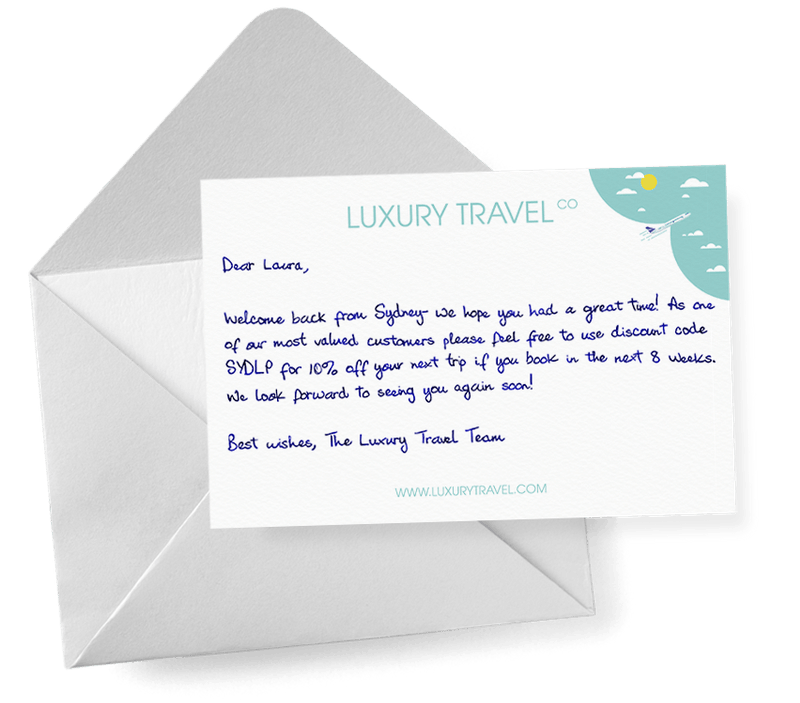 LUXURY TRAVEL CO
Dear Laura,
Welcome back from Sydney- we hope you had a great time! As one
of our most valued customers please feel free to use discount code
SYDLP for 10% off your next trip if you book in the next 8 weeks.
We look forward to seeing you again soon!
Best wishes, The Luxury Travel Team
WWW.LUXURYTRAVEL.COM